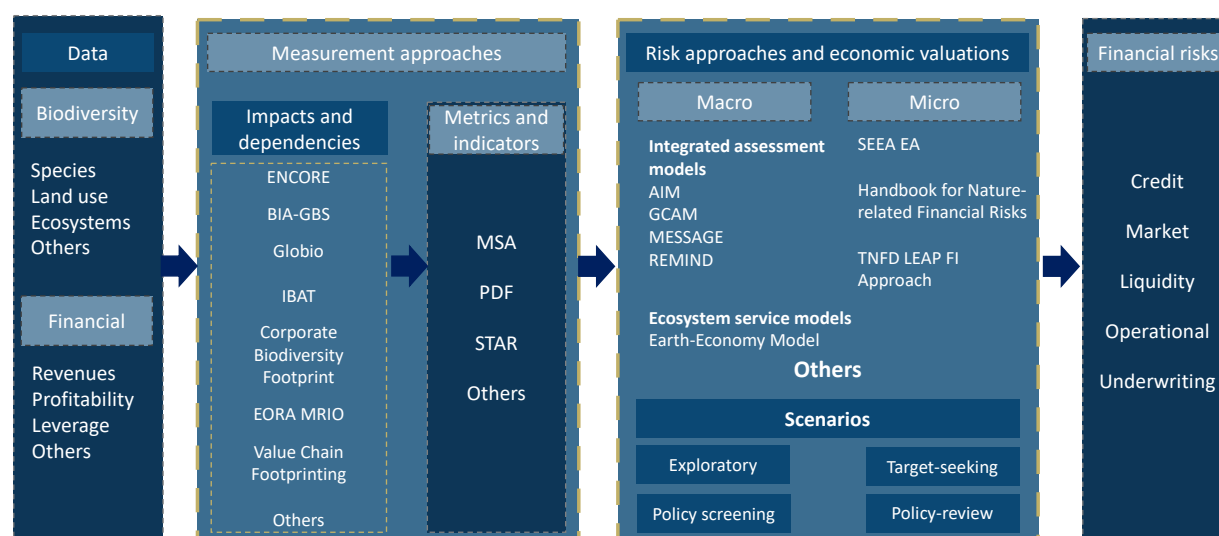 Data
Biodiversity
Species
Land use
Ecosystems
Others
Financial
Revenues
Profitability
Leverage
Others
Measurement approaches
Impacts and
dependencies
ENCORE
BIA-GBS
Globio
IBAT
Corporate
Biodiversity
Footprint
EORA MRIO
Value Chain
Footprinting
Others
Metrics and
indicators
MSA
PDF
STAR
Others
Risk approaches and economic valuations
Macro
Integrated assessment
models
AIM
GCAM
MESSAGE
REMIND
Ecosystem service models
Earth-Economy Model
Micro
SEEA EA
Handbook for Nature-
related Financial Risks
TNFD LEAP FI
Approach
Others
Scenarios
Exploratory
Target-seeking
Policy screening
Policy-review
Financial risks
Credit
Market
Liquidity
Operational
Underwriting